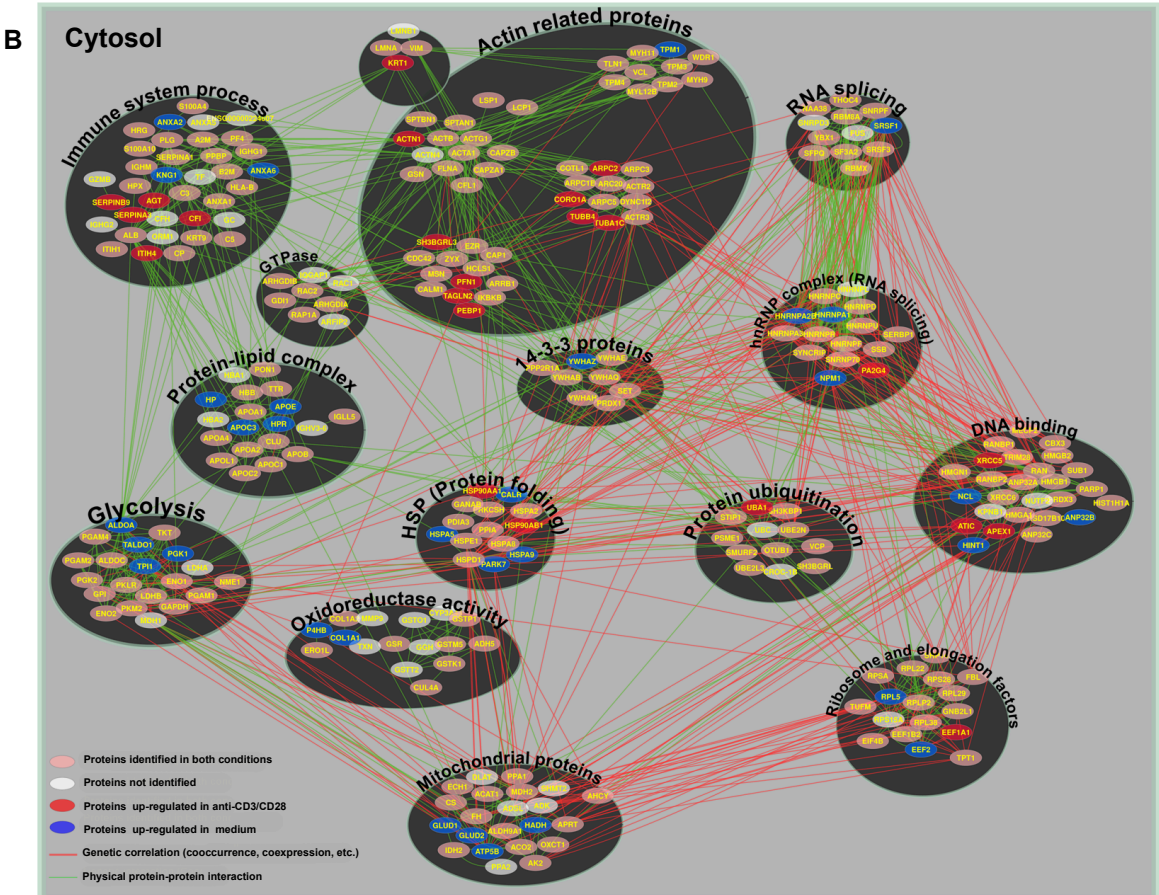 B
Cytosol
Actin related proteins
LMNA VIM
KRT1
MYH11 TPM1
WDR1
TLN1 VCL TPM3
TPM4 TPM2 MYH9
MYL12B
LSP1 LCP1
SPTBN1 SPTAN1
ACTN1 ACTB ACTG1
ACTA1 CAPZB
FLNA CAPZA1
GSN CFL1
COTL1 ARPC2 ARPC3
ARPC1B ARC20 ACTR2
CORO1A ARPC5 DYNC1I2
TUBB4 TUBA1C ACTR3
SH3BGRL3 EZR
CDC42 ZYX CAP1
MSN HCLS1
CALM1 PFN1 ARRB1
TAGLN2 IKBKB
PEBP1
Immune system process
S100A4
ANXA2
HRG PLG A2M PF4
S100A10 SERPINA1 PPBP IGHG1
IGHM KNG1 B2M ANXA6
GZMB HPX C3 HLA-B
SERPINB9 AGT ANXA1
CFH CFI GC
IGHG2 ALB ORM1 KRT9 C5
ITIH1 ITIH4 CP
GTPase
ARHGDIB IQGAP1 RAC1
RAC2
GDI1 ARHGDIA
RAP1A
RNA splicing
THOC4
SNRPF
RBM8A
SRSF1
YBX1 FUS
SFPQ SF3A2 SRSF3
RBMX
hnRNP complex (RNA splicing)
HNRNPC
HNRNPD
HNRNPA1
HNRNPU
HNRNPR SERBP1
HNRNPF
SYNCRIP SSB
NPM1 PA2G4
14-3-3 proteins
YWHAZ YWHAE
PPP2R1A
YWHAB YWHAQ
SET
YWHAH PRDX1
Protein-lipid complex
HBA1 PON1
HBB TTR
HP APOE
APOA1
HBA2 APOC3 HPR IGLL5
APOA4 CLU
APOA2 APOB
APOL1 APOC1
APOC2
DNA binding
RANBP1 CBX3
XRCC5 TRIM28 HMGB2
HMGN1 RAN SUB1
RANBP2 ANP32A HMGB1 PARP1
NCL XRCC6 HIST1H1A
KPNB1 HMGA1 ANP32B
ATIC APEX1 ANP32C
HINT1
Glycolysis
ALDOA
PGAM4 TKT
TALDO1
PGAM2 ALDOC PGK1
TPI1 LDHA
PGK2 PKLR ENO1 NME1
GPI LDHB PGAM1
ENO2 PKM2 GAPDH
MDH1
HSP (Protein folding)
HSP90AA1 CALR
GANAB PRKCSH HSPA2
PDIA3 PPIA HSP90AB1
HSPA5 HSPE1 HSPA8
HSPD1 HSPA9
PARK7
Protein ubiquitination
UBA1
STIP1 SH3KBP1
PSME1 UBC UBE2N
SMURF2 OTUB1 VCP
UBE2L3 SH3BGRL
Oxidoreductase activity
P4HB GSTO1 GSTP1
COL1A1
ERO1L TXN GSR GSTM5 ADH5
GSTT2 GSTK1
CUL4A
Ribosome and elongation factors
RPL22
RPSA RPS28 FBL
RPL5 RPLP2 RPL29
TUFM GNB2L1
RPL38
EIF4B EEF1B2 EEF1A1
EEF2
TPT1
Mitochondrial proteins
DLAT PPA1
ECH1 ACAT1 MDH2 SHMT2 AHCY
CS
FH
GLUD1 HADH APRT
GLUD2 ALDH9A1
IDH2 ATP5B ACO2 OXCT1
PPA2 AK2
Proteins identified in both conditions
Proteins not identified
Proteins up-regulated in anti-CD3/CD28
Proteins up-regulated in medium
Genetic correlation (cooccurrence, coexpression, etc.)
Physical protein-protein interaction